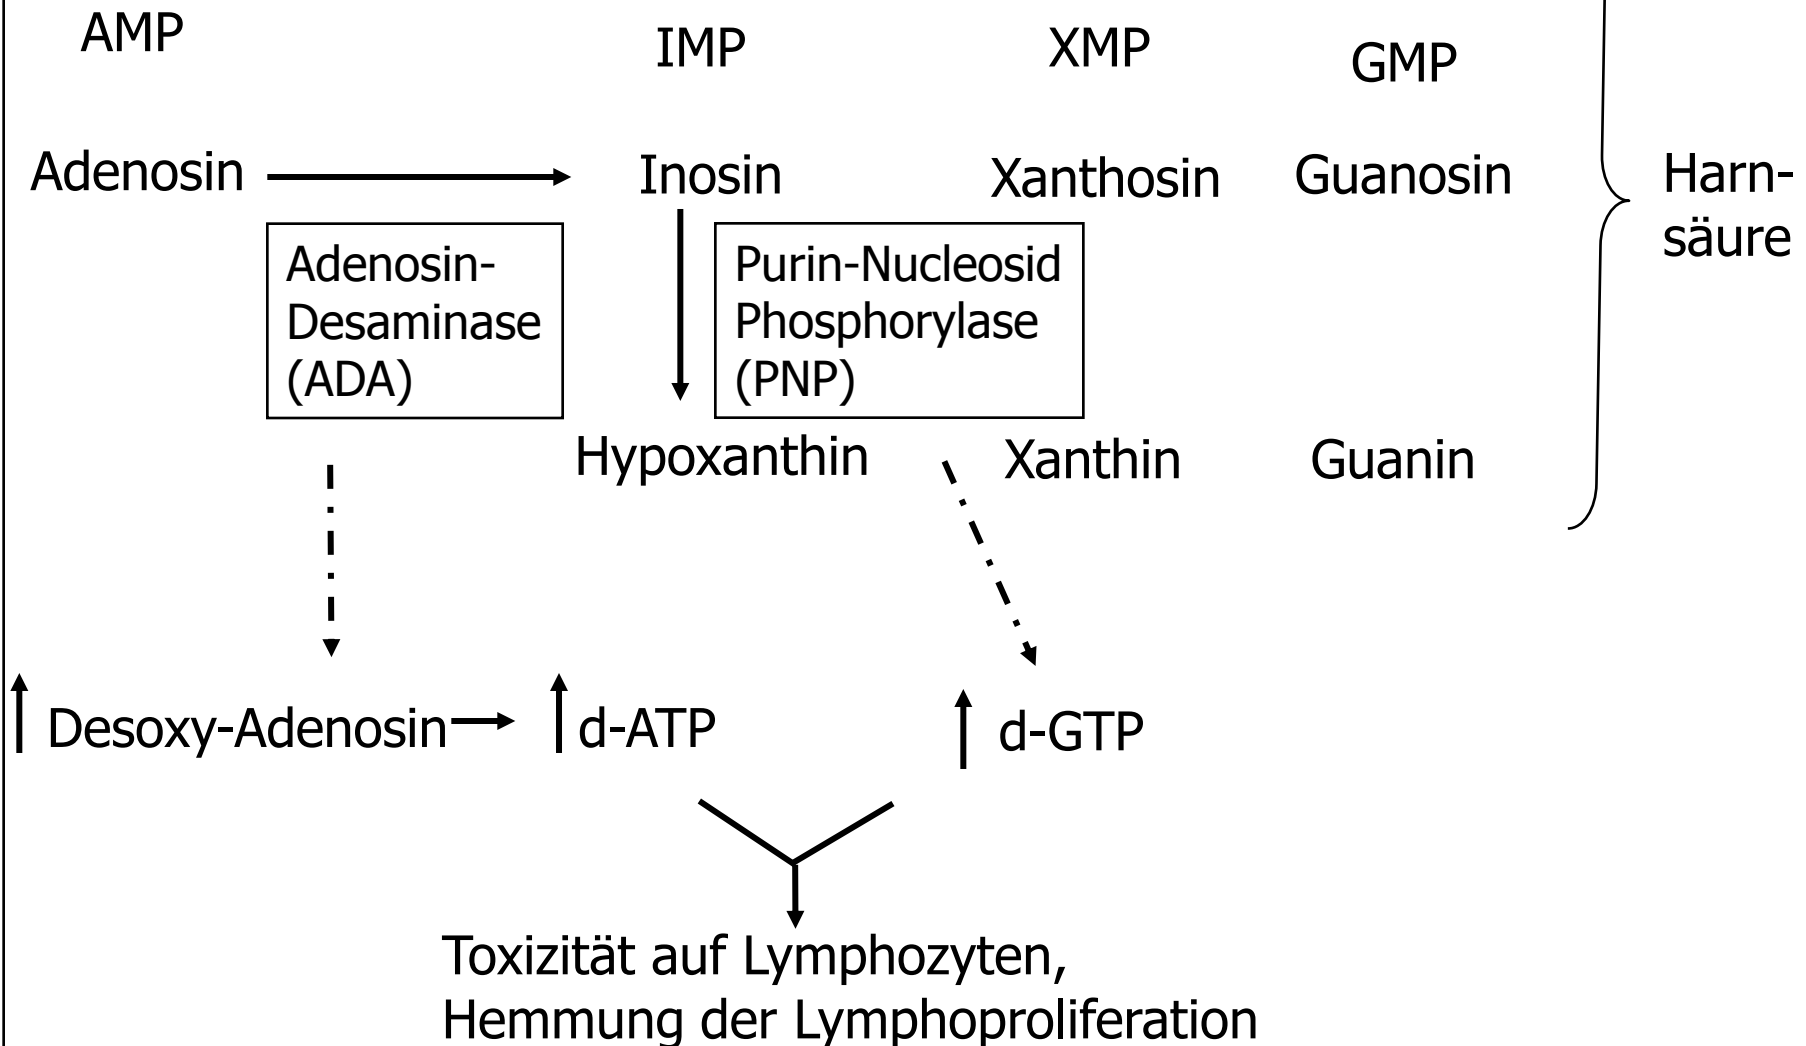 AMP
IMP
XMP
GMP
Adenosin
Inosin
Xanthosin
Guanosin
Harn-
säure
Adenosin-
Desaminase
(ADA)
Purin-Nucleosid
Phosphorylase
(PNP)
Hypoxanthin
Xanthin
Guanin
Desoxy-Adenosin
d-ATP
d-GTP
Toxizität auf Lymphozyten,
Hemmung der Lymphoproliferation